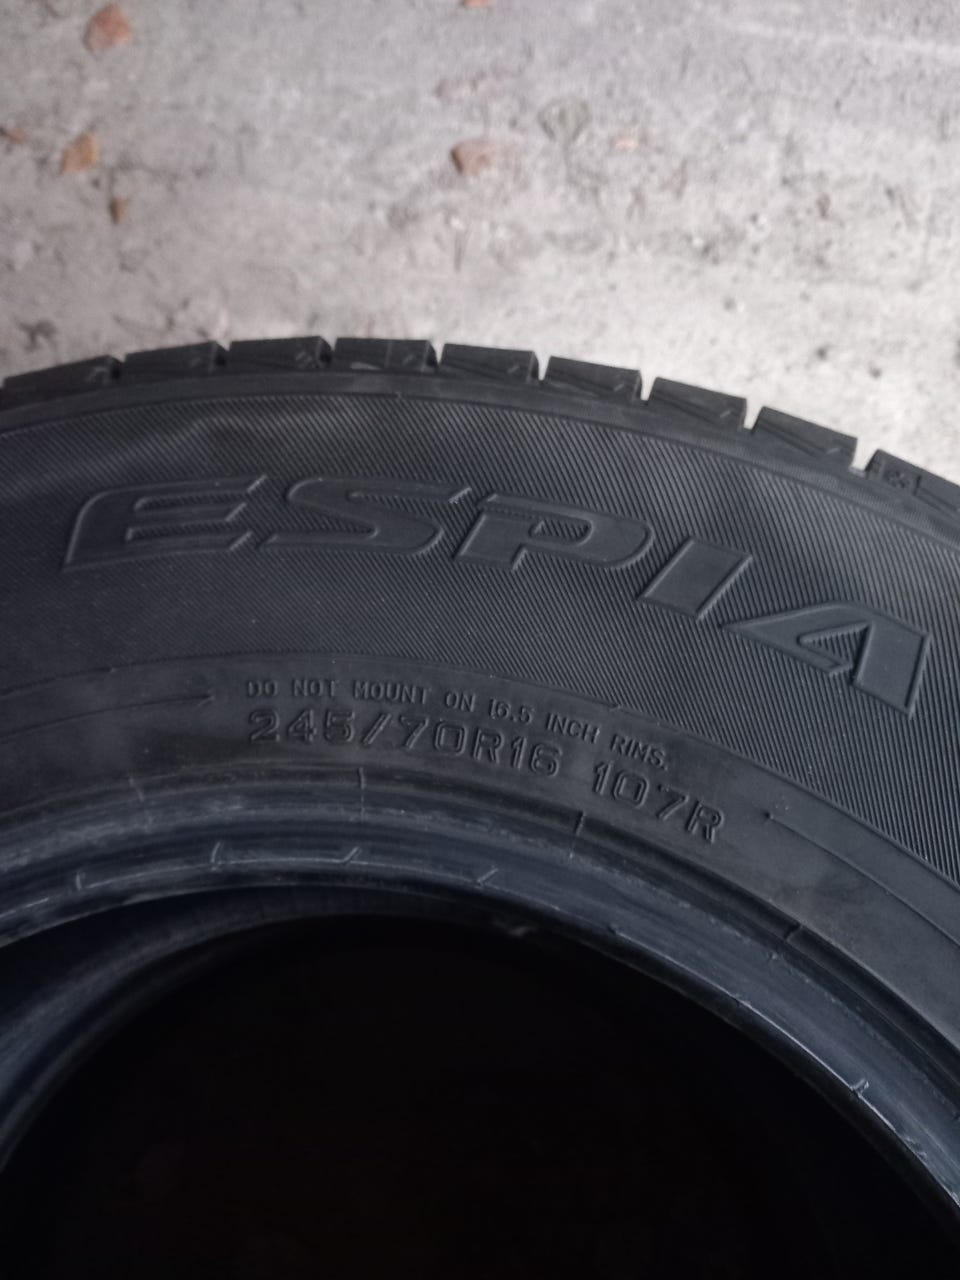 ESPIA
DO NOT MOUNT ON 16.5 INCH RIMS.
245/70R16 107R